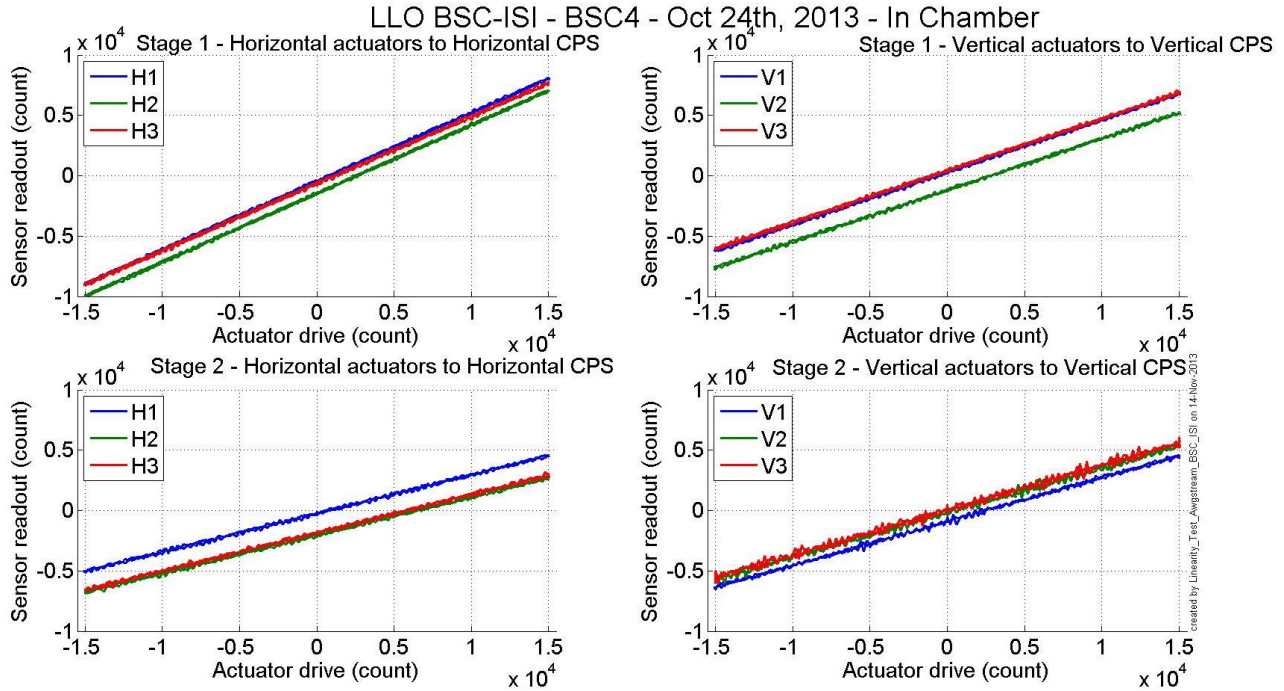 LLO BSC-ISI - BSC4 - Oct 24th, 2013 - In Chamber
Stage 1 - Horizontal actuators to Horizontal CPS
x 10^4
Sensor readout (count)
1
0.5
0
-0.5
-1
H1
H2
H3
-1.5 -1 -0.5 0 0.5 1 1.5
Actuator drive (count)
x 10^4
Stage 1 - Vertical actuators to Vertical CPS
x 10^4
Sensor readout (count)
1
0.5
0
-0.5
-1
V1
V2
V3
-1.5 -1 -0.5 0 0.5 1 1.5
Actuator drive (count)
x 10^4
Stage 2 - Horizontal actuators to Horizontal CPS
x 10^4
Sensor readout (count)
1
0.5
0
-0.5
-1
H1
H2
H3
-1.5 -1 -0.5 0 0.5 1 1.5
Actuator drive (count)
x 10^4
Stage 2 - Vertical actuators to Vertical CPS
x 10^4
Sensor readout (count)
1
0.5
0
-0.5
-1
V1
V2
V3
-1.5 -1 -0.5 0 0.5 1 1.5
Actuator drive (count)
x 10^4
created by Linearity_Test_Awgstream_BSC_ISI on 14-Nov-2013